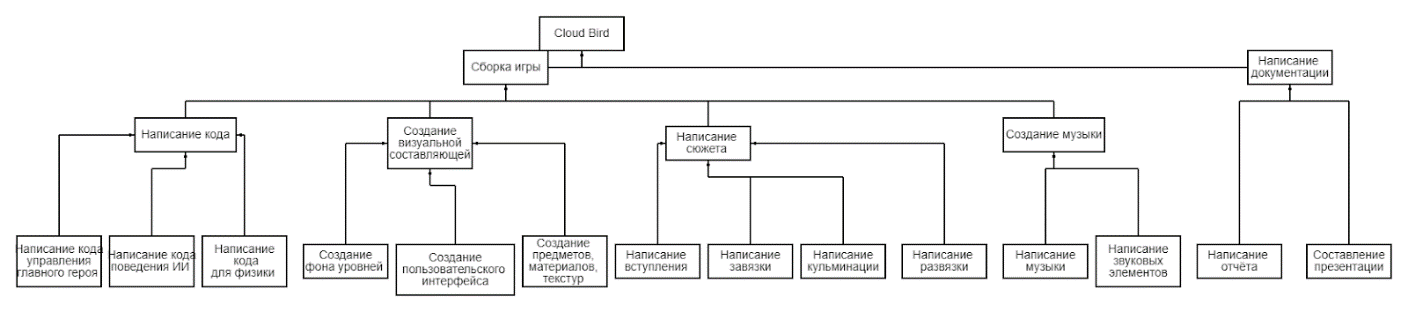 Cloud Bird
Сборка игры
Написание
документации
Написание кода
Создание
визуальной
составляющей
Написание
сюжета
Создание музыки
Написание кода
управления
главного героя
Написание кода
поведения ИИ
Написание
кода
для физики
Создание
фона уровней
Создание
пользовательского
интерфейса
Создание
предметов,
материалов,
текстур
Написание
вступления
Написание
завязки
Написание
кульминации
Написание
развязки
Написание
музыки
Написание
звуковых
элементов
Написание
отчёта
Составление
презентации